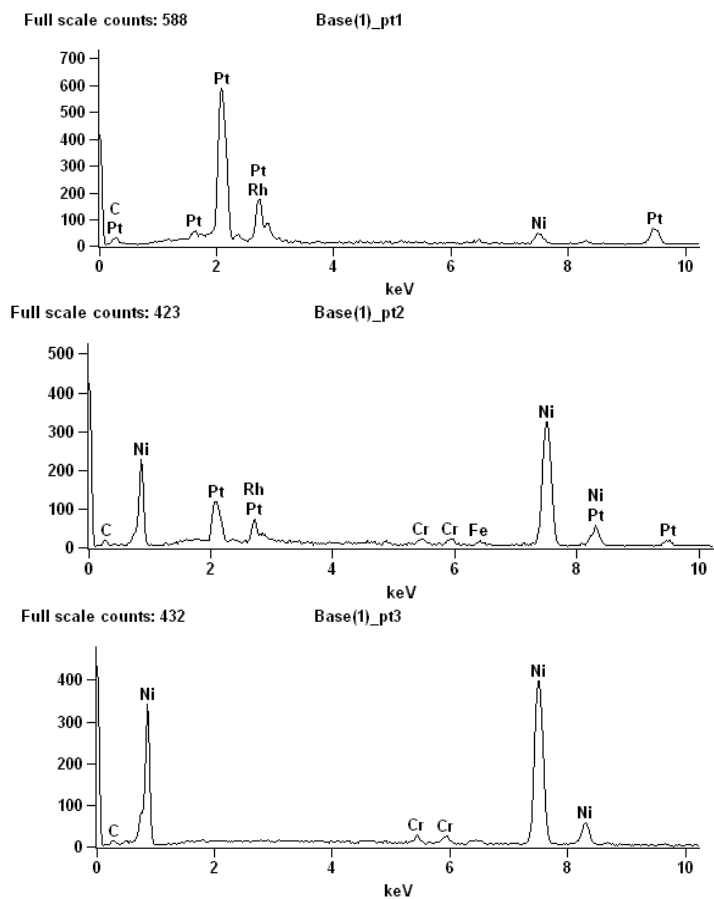 Full scale counts: 588 Base(1)_pt1
700
600
500
400
300
200
100
0
Pt
Pt
Rh
C
Pt
Pt
Ni
Pt
0 2 4 6 8 10
keV
Full scale counts: 423 Base(1)_pt2
500
400
300
200
100
0
Ni
Ni
Pt
Rh
Pt
Ni
Pt
C
Cr Cr Fe
Pt
0 2 4 6 8 10
keV
Full scale counts: 432 Base(1)_pt3
400
300
200
100
0
Ni
Ni
C
Cr Cr
Ni
0 2 4 6 8 10
keV